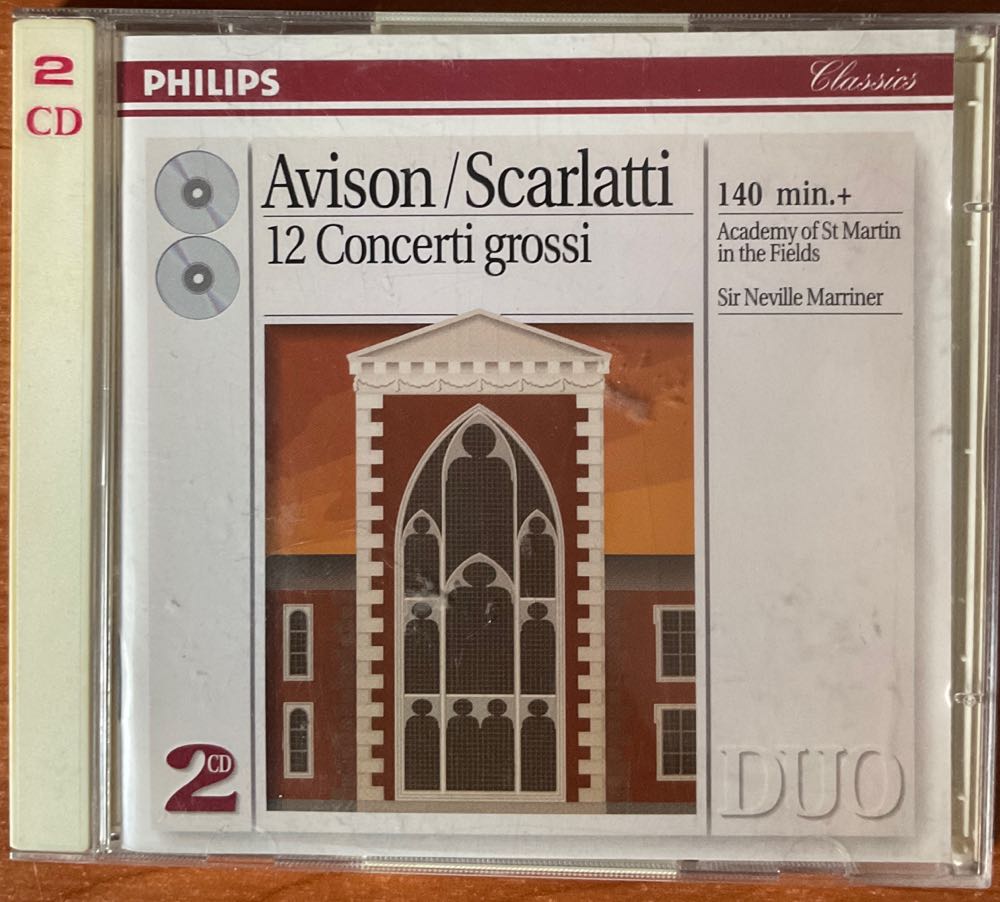 2
CD
PHILIPS
Classics
Avison/Scarlatti
12 Concerti grossi
140 min.+
Academy of St Martin
in the Fields
Sir Neville Marriner
2CD
DUO